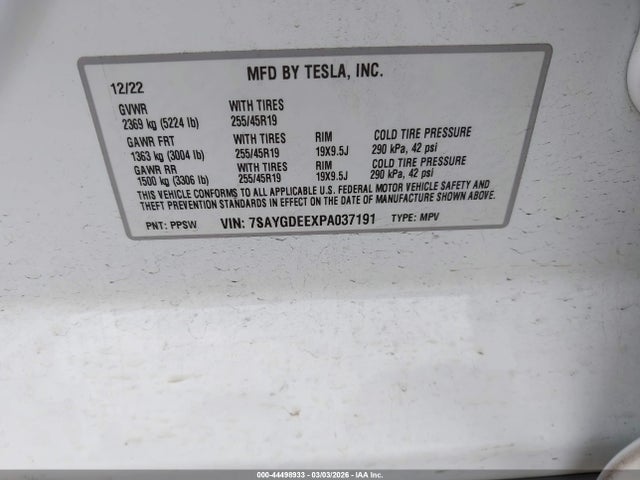 MFD BY TESLA, INC.
12/22
GVWR WITH TIRES
2369 kg (5224 lb) 255/45R19
GAWR FRT WITH TIRES RIM COLD TIRE PRESSURE
1363 kg (3004 lb) 255/45R19 19X9.5J 290 kPa, 42 psi
GAWR RR WITH TIRES RIM COLD TIRE PRESSURE
1500 kg (3306 lb) 255/45R19 19X9.5J 290 kPa, 42 psi
THIS VEHICLE CONFORMS TO ALL APPLICABLE U.S. FEDERAL MOTOR VEHICLE SAFETY AND
THEFT PREVENTION STANDARDS IN EFFECT ON THE DATE OF MANUFACTURE SHOWN ABOVE.
PNT: PPSW VIN: 7SAYGDEEXPA037191 TYPE: MPV
000-44498933 - 03/03/2026 - IAA Inc.